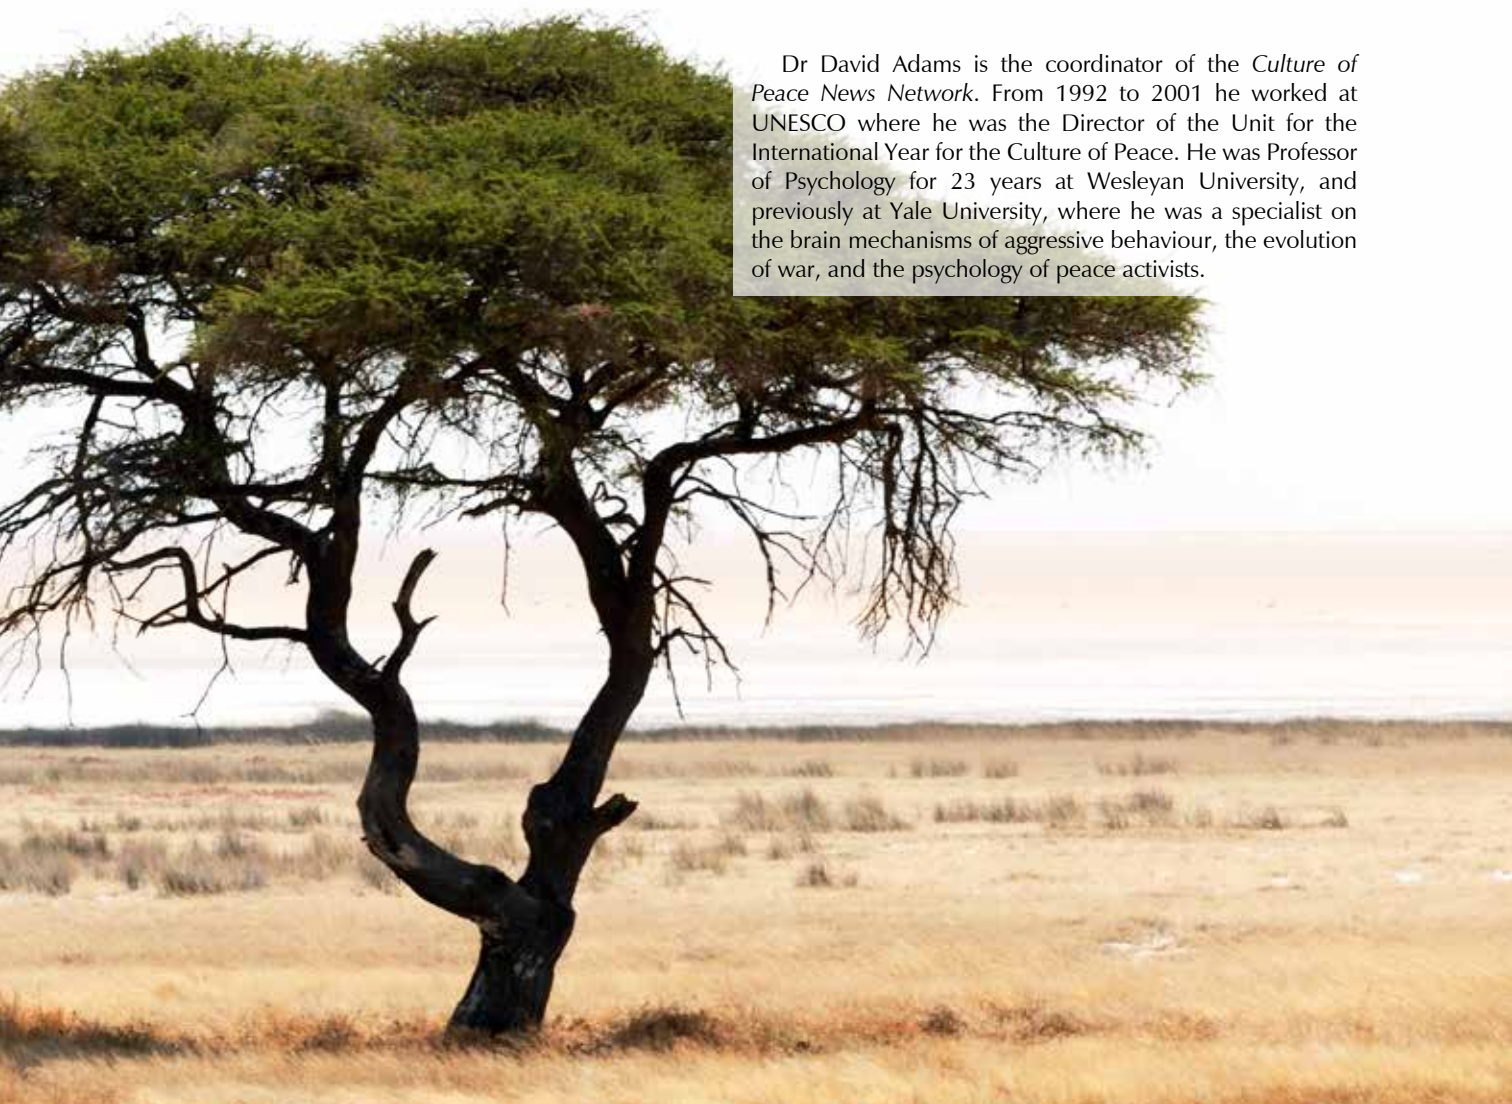 Dr David Adams is the coordinator of the Culture of
Peace News Network. From 1992 to 2001 he worked at
UNESCO where he was the Director of the Unit for the
International Year for the Culture of Peace. He was Professor
of Psychology for 23 years at Wesleyan University, and
previously at Yale University, where he was a specialist on
the brain mechanisms of aggressive behaviour, the evolution
of war, and the psychology of peace activists.